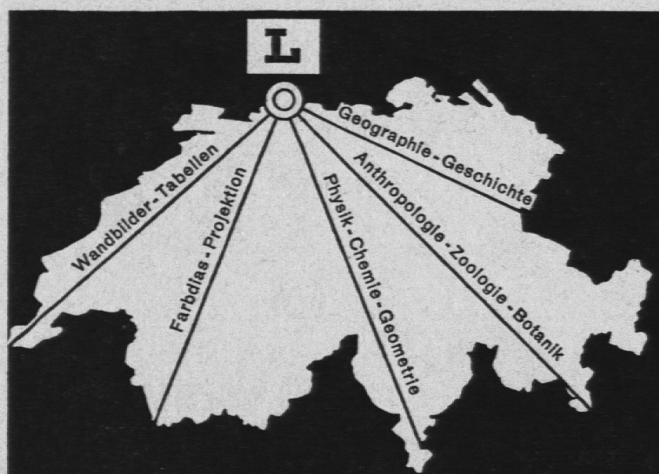 L
Wandbilder-Tabellen
Farbdias-Projektion
Physik-Chemie-Geometrie
Anthropologie-Zoologie-Botanik
Geographie-Geschichte